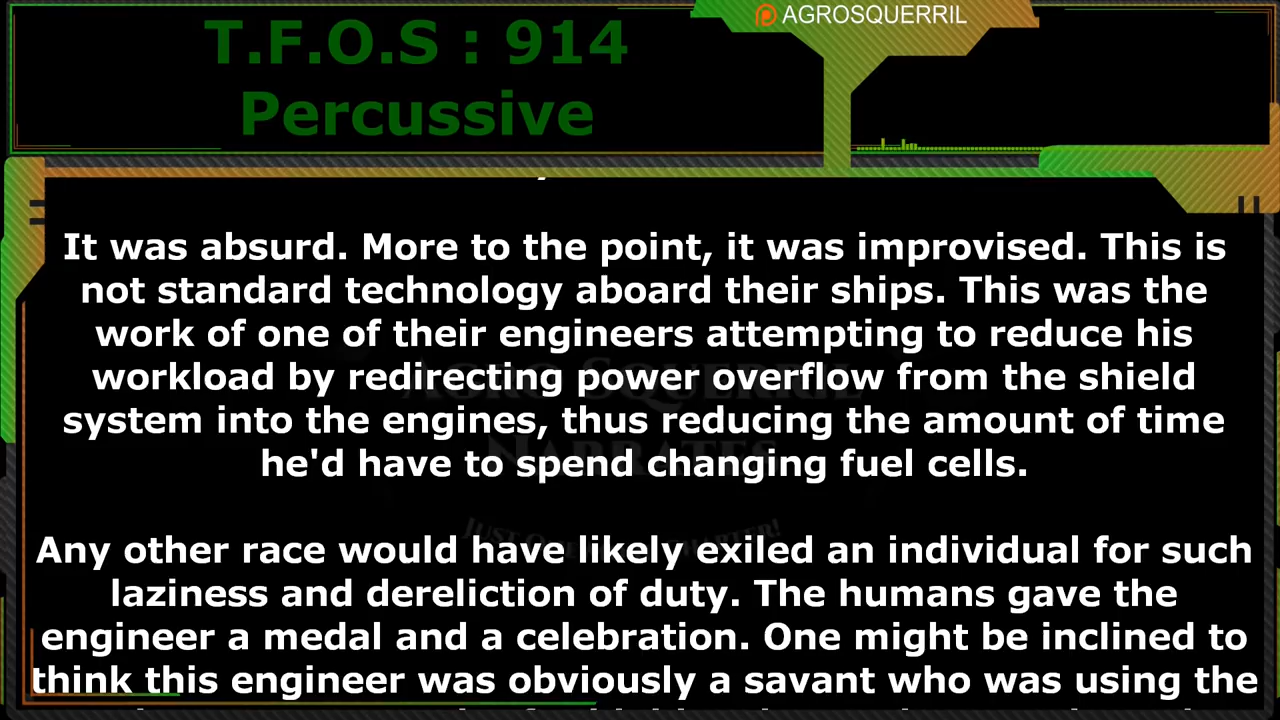 AGROSQUERRIL
T.F.O.S : 914
Percussive
It was absurd. More to the point, it was improvised. This is
not standard technology aboard their ships. This was the
work of one of their engineers attempting to reduce his
workload by redirecting power overflow from the shield
system into the engines, thus reducing the amount of time
he'd have to spend changing fuel cells.
Any other race would have likely exiled an individual for such
laziness and dereliction of duty. The humans gave the
engineer a medal and a celebration. One might be inclined to
think this engineer was obviously a savant who was using the
AGRO SQUERRIL
NARRATES